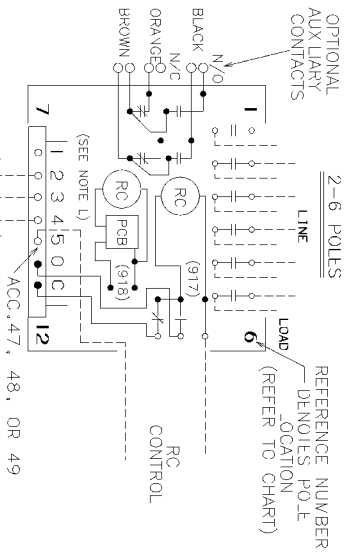 OPTIONAL
AUXLIARY
CONTACTS
N/O
BLACK
N/C
ORANGE
BROWN
2-6 POLES
LINE
LOAD
1
6
7
12
REFERENCE NUMBER
DENOTES POLE
LOCATION
(REFER TO CHART)
(917)
RC
RC
PCB
(918)
(SEE NOTE L)
1 2 3 4 5 O C
RC
CONTROL
ACC.47, 48, OR 49